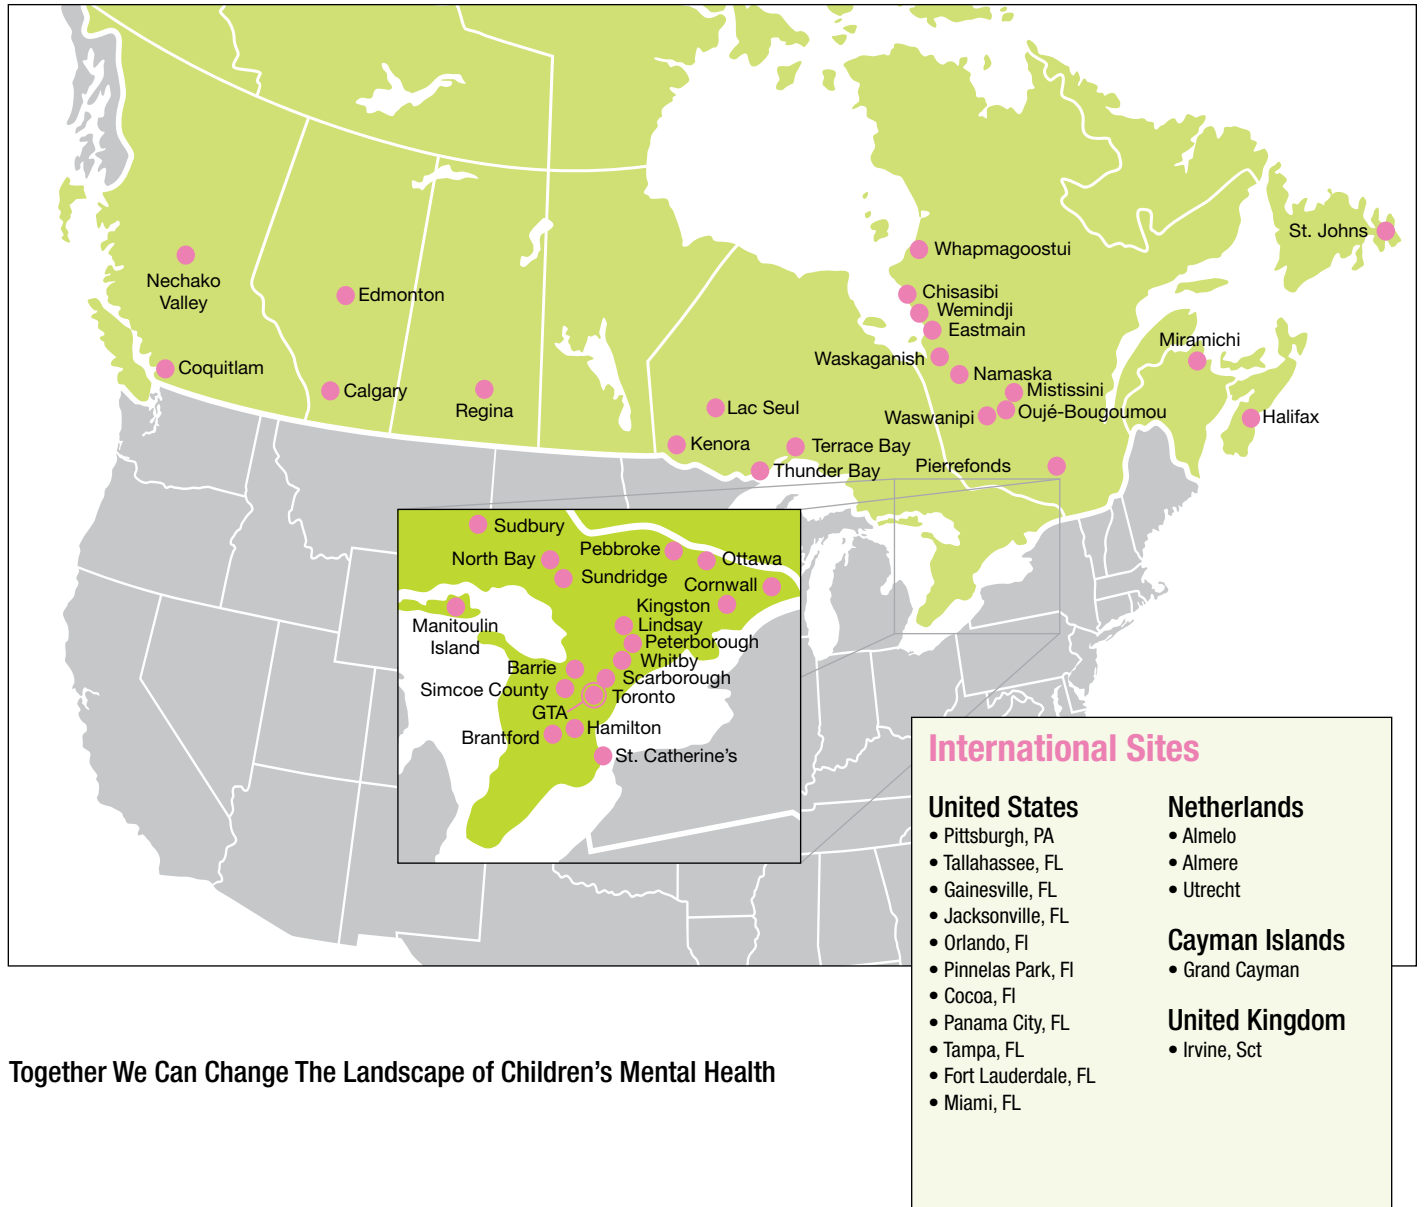 St. Johns
Whapmagoostui
Nechako
Valley
Edmonton
Chisasibi
Wemindji
Eastmain
Miramichi
Waskaganish
Coquitlam
Namaska
Calgary
Regina
Mistissini
Lac Seul
Waswanipi
Oujé-Bougoumou
Halifax
Kenora
Terrace Bay
Thunder Bay
Pierrefonds
Sudbury
North Bay
Pebbroke
Ottawa
Sundridge
Cornwall
Kingston
Manitoulin
Island
Lindsay
Peterborough
Whitby
Barrie
Scarborough
Simcoe County
Toronto
GTA
Hamilton
Brantford
St. Catherine's
International Sites
United States
• Pittsburgh, PA
• Tallahassee, FL
• Gainesville, FL
• Jacksonville, FL
• Orlando, Fl
• Pinnelas Park, Fl
• Cocoa, Fl
• Panama City, FL
• Tampa, FL
• Fort Lauderdale, FL
• Miami, FL
Netherlands
• Almelo
• Almere
• Utrecht
Cayman Islands
• Grand Cayman
United Kingdom
• Irvine, Sct
Together We Can Change The Landscape of Children's Mental Health